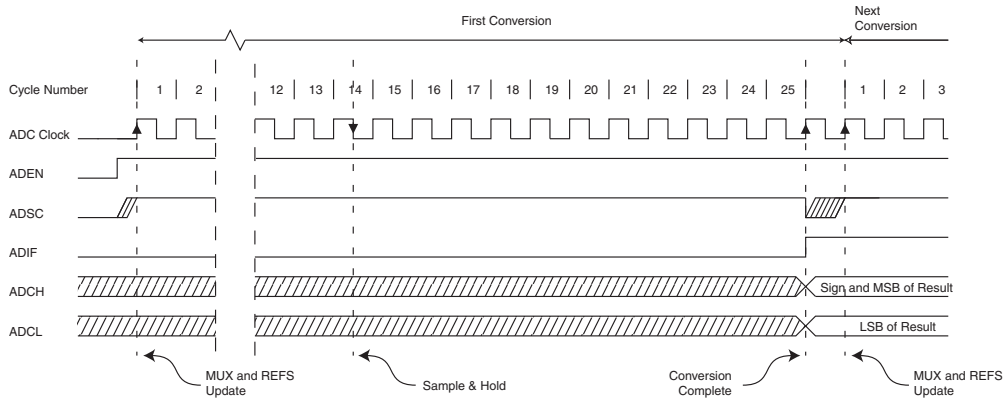 First Conversion
Next
Conversion
Cycle Number 1 2 12 13 14 15 16 17 18 19 20 21 22 23 24 25 1 2 3
ADC Clock
ADEN
ADSC
ADIF
ADCH Sign and MSB of Result
ADCL LSB of Result
MUX and REFS
Update
Sample & Hold
Conversion
Complete
MUX and REFS
Update